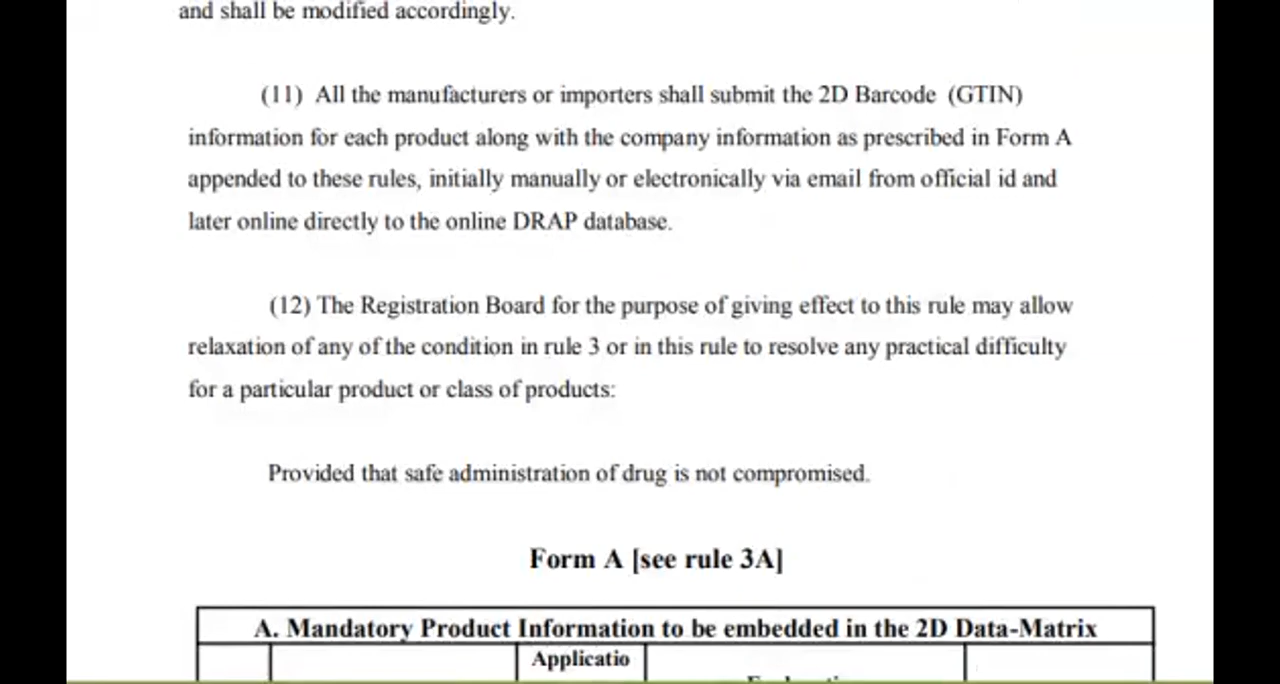 and shall be modified accordingly.
(11) All the manufacturers or importers shall submit the 2D Barcode (GTIN)
information for each product along with the company information as prescribed in Form A
appended to these rules, initially manually or electronically via email from official id and
later online directly to the online DRAP database.
(12) The Registration Board for the purpose of giving effect to this rule may allow
relaxation of any of the condition in rule 3 or in this rule to resolve any practical difficulty
for a particular product or class of products:
Provided that safe administration of drug is not compromised.
Form A [see rule 3A]
A. Mandatory Product Information to be embedded in the 2D Data-Matrix
Applicatio